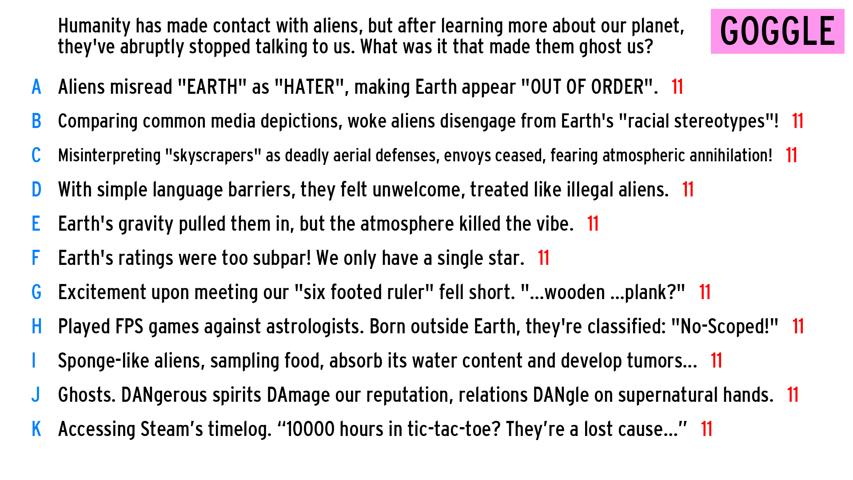 Humanity has made contact with aliens, but after learning more about our planet,
they've abruptly stopped talking to us. What was it that made them ghost us?
GOGGLE
A Aliens misread "EARTH" as "HATER", making Earth appear "OUT OF ORDER". 11
B Comparing common media depictions, woke aliens disengage from Earth's "racial stereotypes"! 11
C Misinterpreting "skyscrapers" as deadly aerial defenses, envoys ceased, fearing atmospheric annihilation! 11
D With simple language barriers, they felt unwelcome, treated like illegal aliens. 11
E Earth's gravity pulled them in, but the atmosphere killed the vibe. 11
F Earth's ratings were too subpar! We only have a single star. 11
G Excitement upon meeting our "six footed ruler" fell short. "...wooden ...plank?" 11
H Played FPS games against astrologists. Born outside Earth, they're classified: "No-Scoped!" 11
I Sponge-like aliens, sampling food, absorb its water content and develop tumors... 11
J Ghosts. DANgerous spirits DAmage our reputation, relations DANgle on supernatural hands. 11
K Accessing Steam’s timelog. “10000 hours in tic-tac-toe? They’re a lost cause...” 11